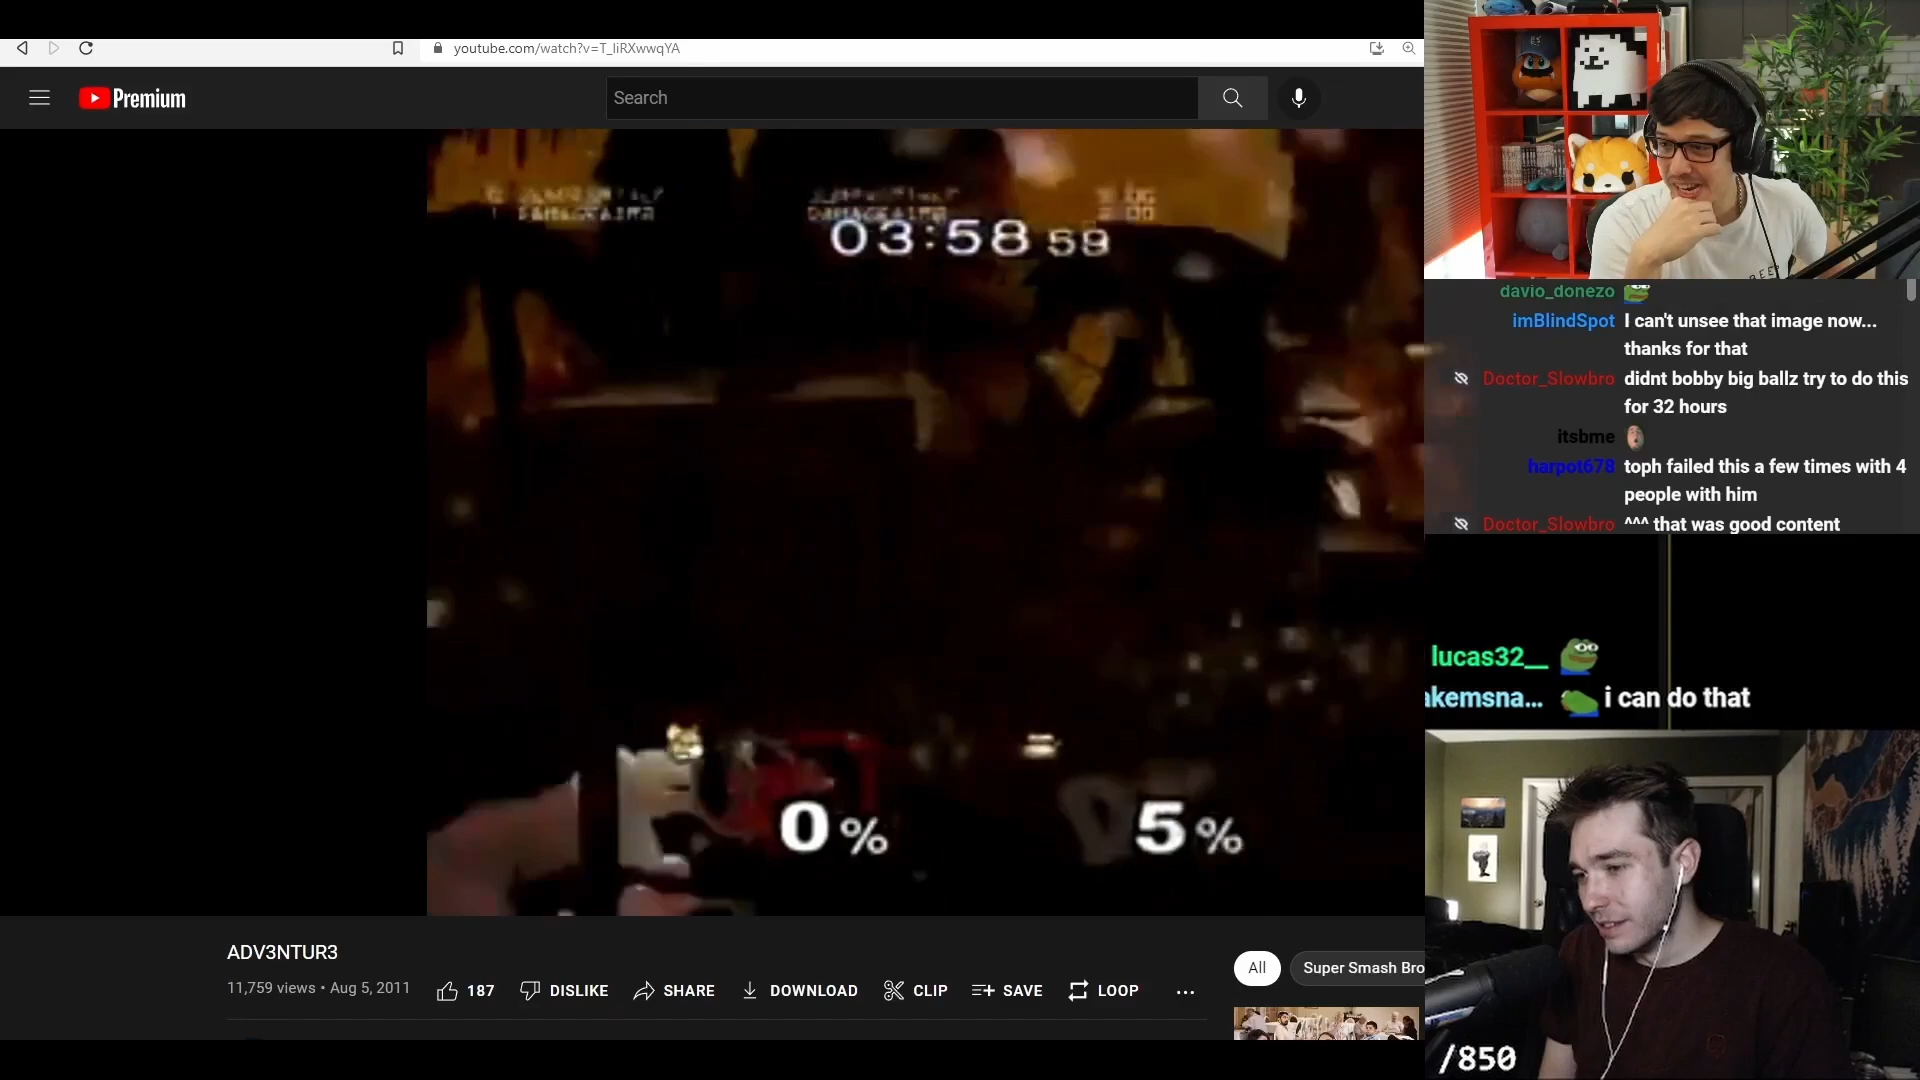 youtube.com/watch?v=T_liRXwwqYA
Premium
Search
03:58 59
0%
5%
ADV3NTUR3
11,759 views • Aug 5, 2011
187
DISLIKE
SHARE
DOWNLOAD
CLIP
SAVE
LOOP
All
Super Smash Bro
davio_donezo
imBlindSpot I can't unsee that image now...
thanks for that
Doctor_Slowbro didnt bobby big ballz try to do this
for 32 hours
itsbme
harpot678 toph failed this a few times with 4
people with him
Doctor_Slowbro ^^^ that was good content
lucas32__
akemsna... i can do that
/850